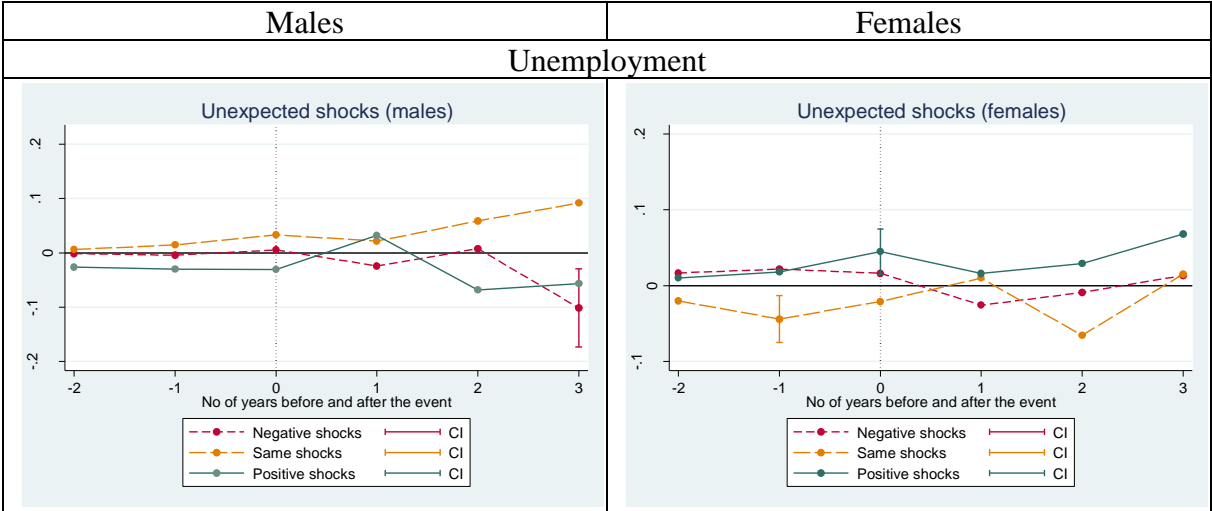 Males
Females
Unemployment
Unexpected shocks (males)
.2
.1
0
-.1
-.2
-2 -1 0 1 2 3
No of years before and after the event
Negative shocks CI
Same shocks CI
Positive shocks CI
Unexpected shocks (females)
.2
.1
0
-.1
-2 -1 0 1 2 3
No of years before and after the event
Negative shocks CI
Same shocks CI
Positive shocks CI